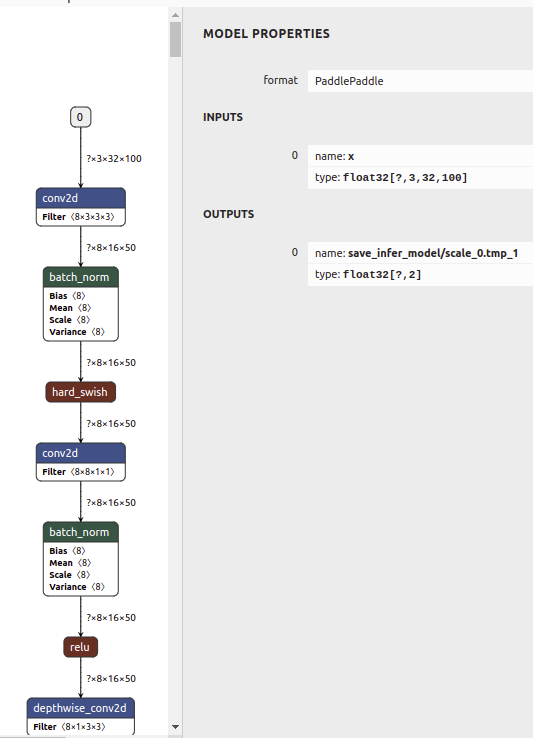 0
?×3×32×100
conv2d
Filter ⟨8×3×3×3⟩
?×8×16×50
batch_norm
Bias ⟨8⟩
Mean ⟨8⟩
Scale ⟨8⟩
Variance ⟨8⟩
?×8×16×50
hard_swish
?×8×16×50
conv2d
Filter ⟨8×8×1×1⟩
?×8×16×50
batch_norm
Bias ⟨8⟩
Mean ⟨8⟩
Scale ⟨8⟩
Variance ⟨8⟩
?×8×16×50
relu
?×8×16×50
depthwise_conv2d
Filter ⟨8×1×3×3⟩
MODEL PROPERTIES
format PaddlePaddle
INPUTS
0 name: x
type: float32[?,3,32,100]
OUTPUTS
0 name: save_infer_model/scale_0.tmp_1
type: float32[?,2]